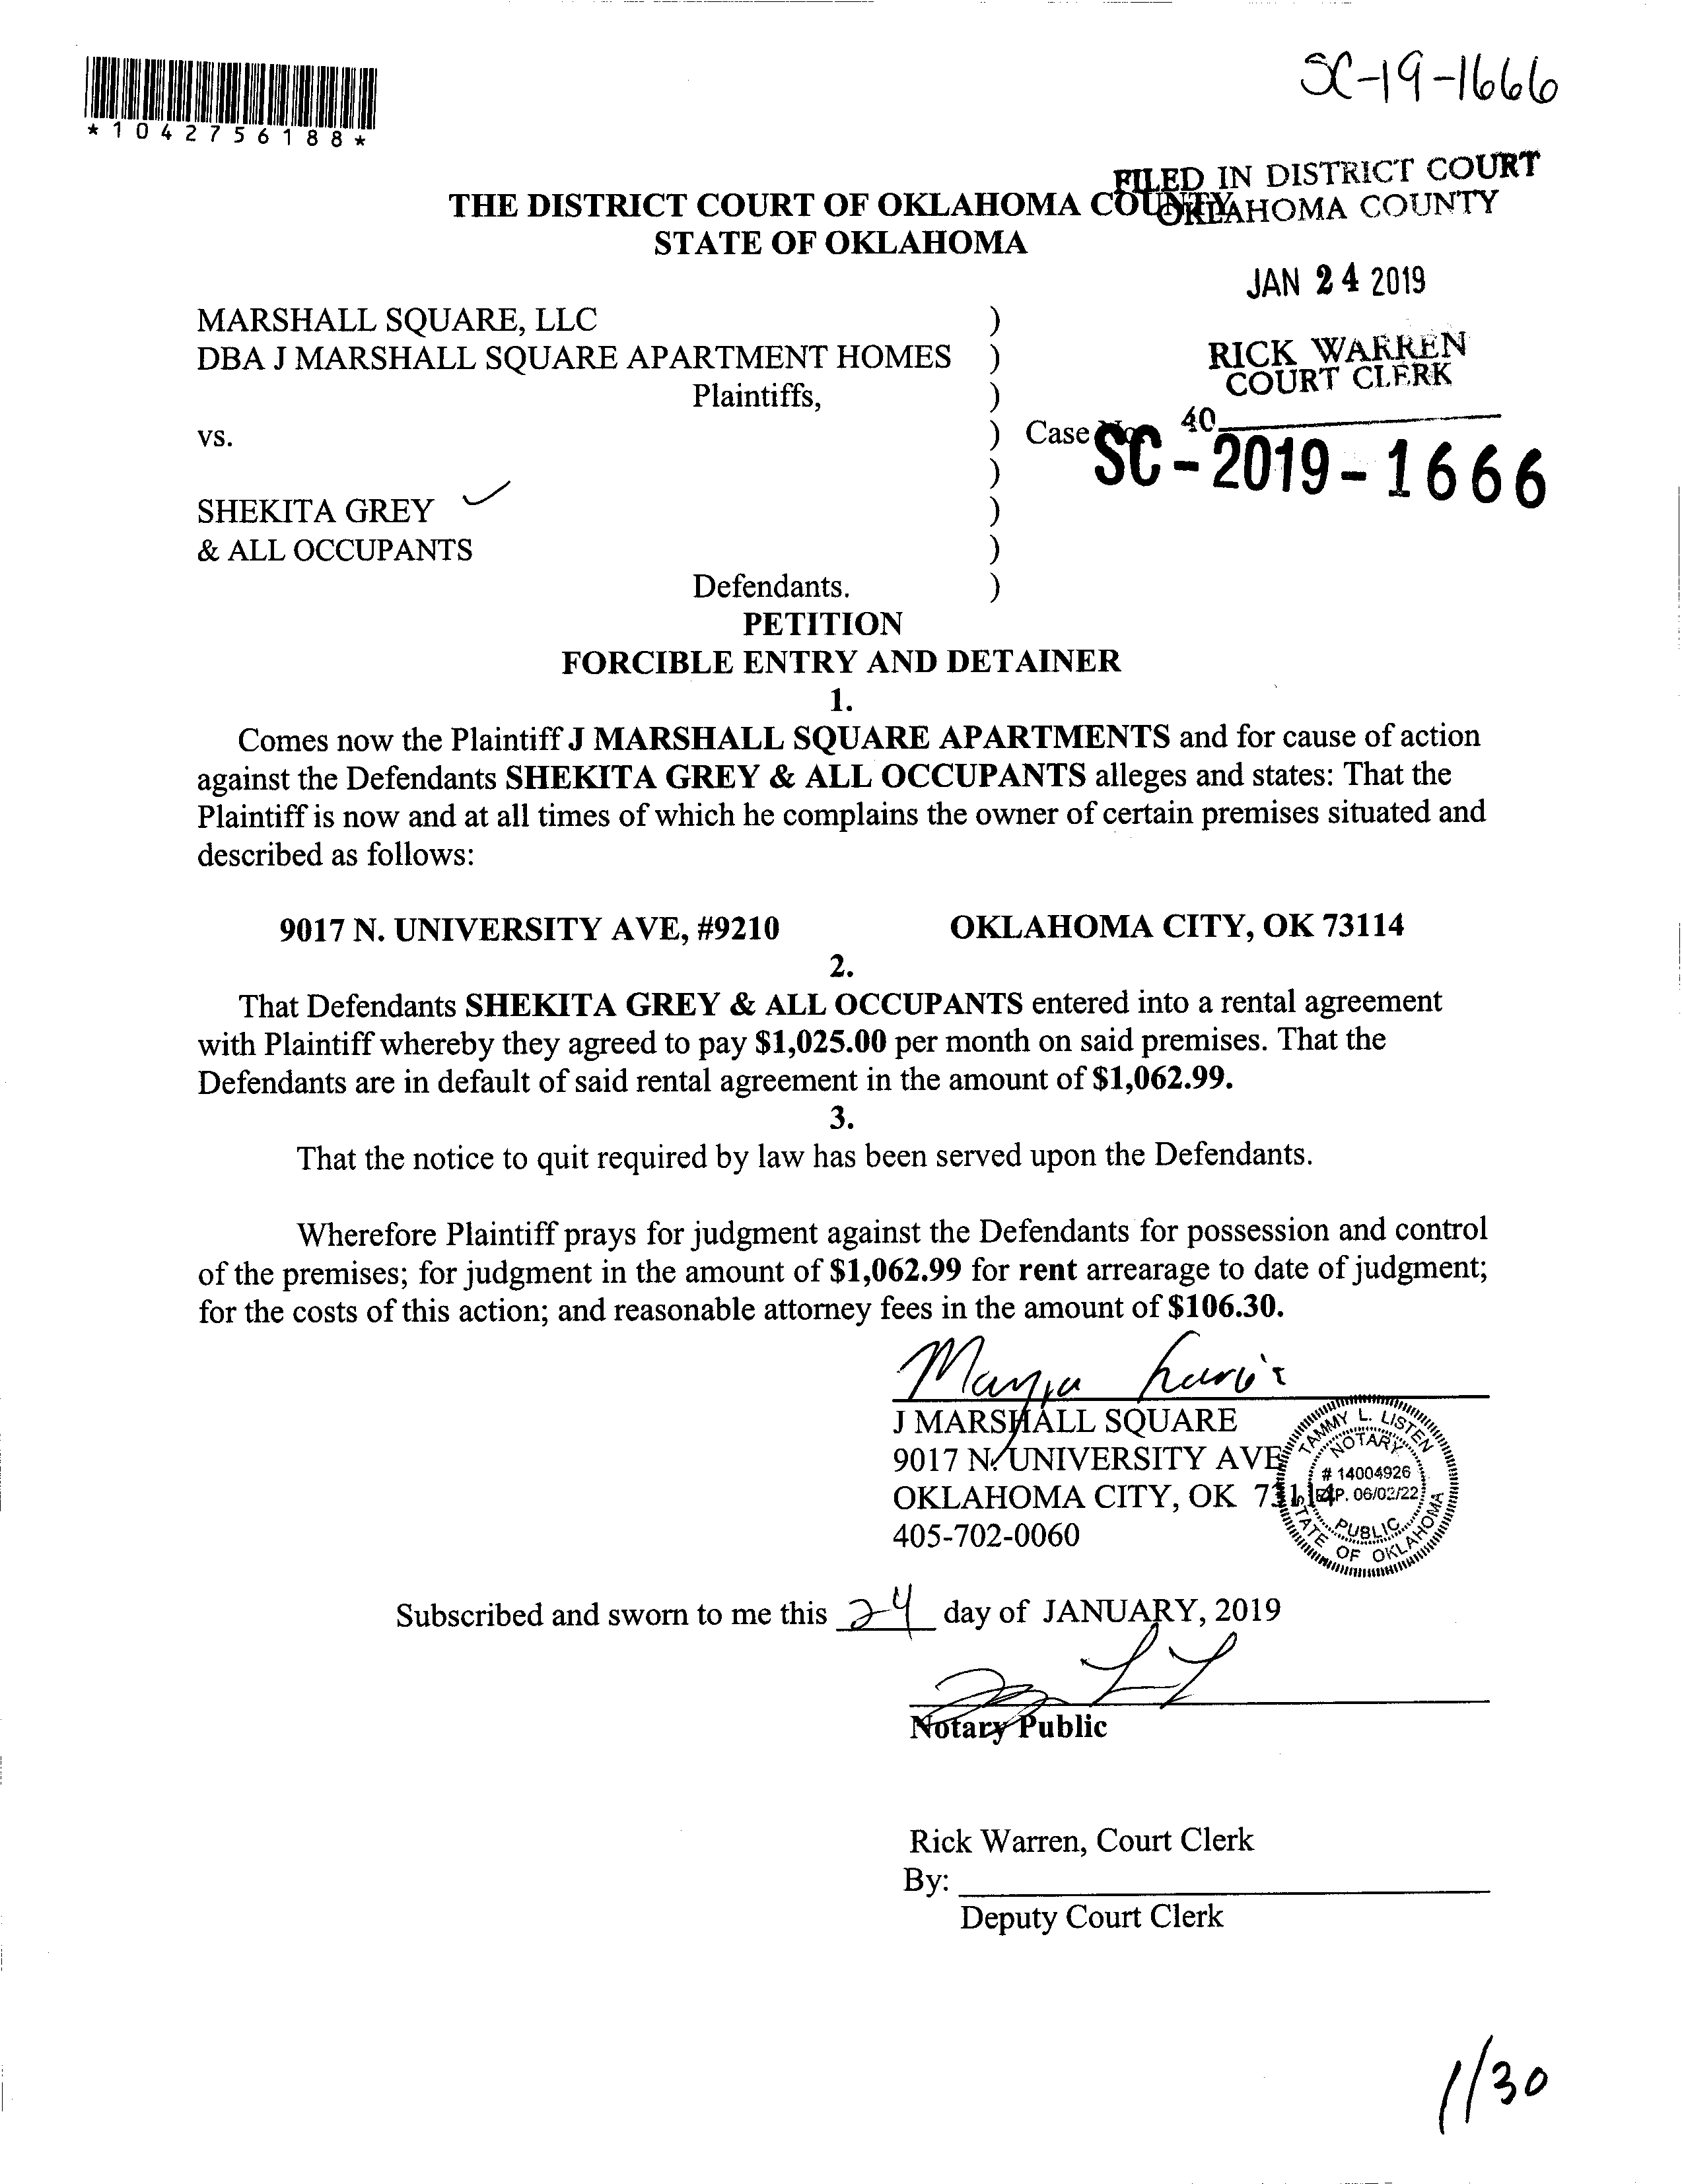 SC-19-1666
*1042756188*
FILED IN DISTRICT COURT
OKLAHOMA COUNTY
THE DISTRICT COURT OF OKLAHOMA COUNTY
STATE OF OKLAHOMA
JAN 24 2019
MARSHALL SQUARE, LLC )
DBA J MARSHALL SQUARE APARTMENT HOMES )
RICK WARREN
COURT CLERK
Plaintiffs, )
40
vs. ) Case No.
SC-2019-1666
)
SHEKITA GREY )
& ALL OCCUPANTS )
Defendants. )
PETITION
FORCIBLE ENTRY AND DETAINER
1.
Comes now the Plaintiff J MARSHALL SQUARE APARTMENTS and for cause of action
against the Defendants SHEKITA GREY & ALL OCCUPANTS alleges and states: That the
Plaintiff is now and at all times of which he complains the owner of certain premises situated and
described as follows:
9017 N. UNIVERSITY AVE, #9210 OKLAHOMA CITY, OK 73114
2.
That Defendants SHEKITA GREY & ALL OCCUPANTS entered into a rental agreement
with Plaintiff whereby they agreed to pay $1,025.00 per month on said premises. That the
Defendants are in default of said rental agreement in the amount of $1,062.99.
3.
That the notice to quit required by law has been served upon the Defendants.
Wherefore Plaintiff prays for judgment against the Defendants for possession and control
of the premises; for judgment in the amount of $1,062.99 for rent arrearage to date of judgment;
for the costs of this action; and reasonable attorney fees in the amount of $106.30.
J MARSHALL SQUARE
9017 N. UNIVERSITY AVE
OKLAHOMA CITY, OK 73114
405-702-0060
TAMMY L. LISTEN
NOTARY
# 14004926
EXP. 06/02/22
PUBLIC
STATE OF OKLAHOMA
Subscribed and sworn to me this 24 day of JANUARY, 2019
Notary Public
Rick Warren, Court Clerk
By:
Deputy Court Clerk
1/30